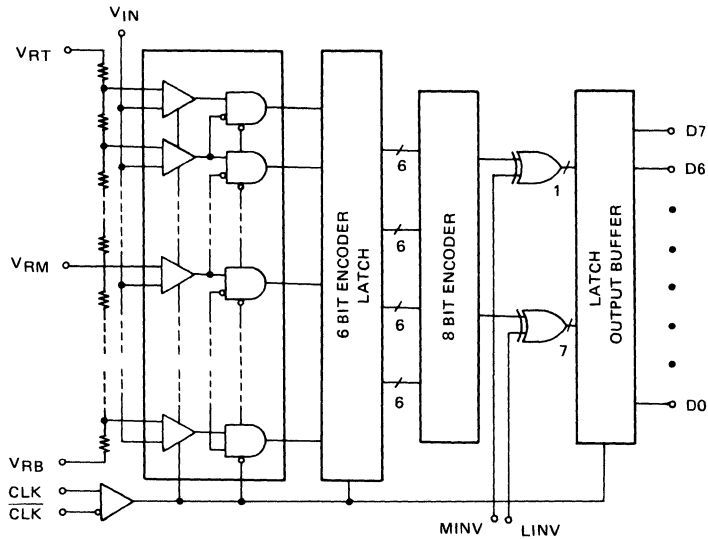 VIN
VRT
VRM
VRB
CLK
CLK
6 BIT ENCODER
LATCH
6
6
6
6
8 BIT ENCODER
1
7
MINV
LINV
LATCH
OUTPUT BUFFER
D7
D6
D0